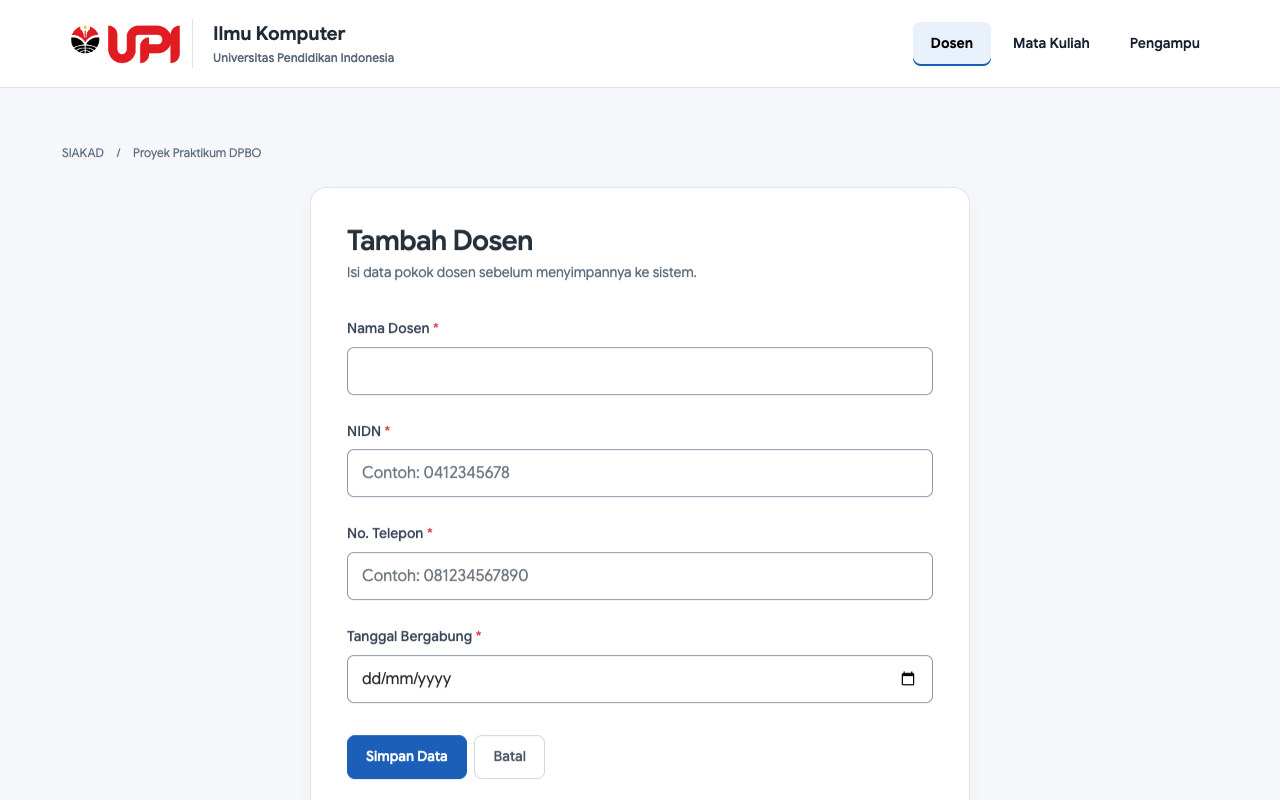 UPI
Ilmu Komputer
Universitas Pendidikan Indonesia
Dosen
Mata Kuliah
Pengampu
SIAKAD / Proyek Praktikum DPBO
Tambah Dosen
Isi data pokok dosen sebelum menyimpannya ke sistem.
Nama Dosen *
NIDN *
Contoh: 0412345678
No. Telepon *
Contoh: 081234567890
Tanggal Bergabung *
dd/mm/yyyy
Simpan Data
Batal